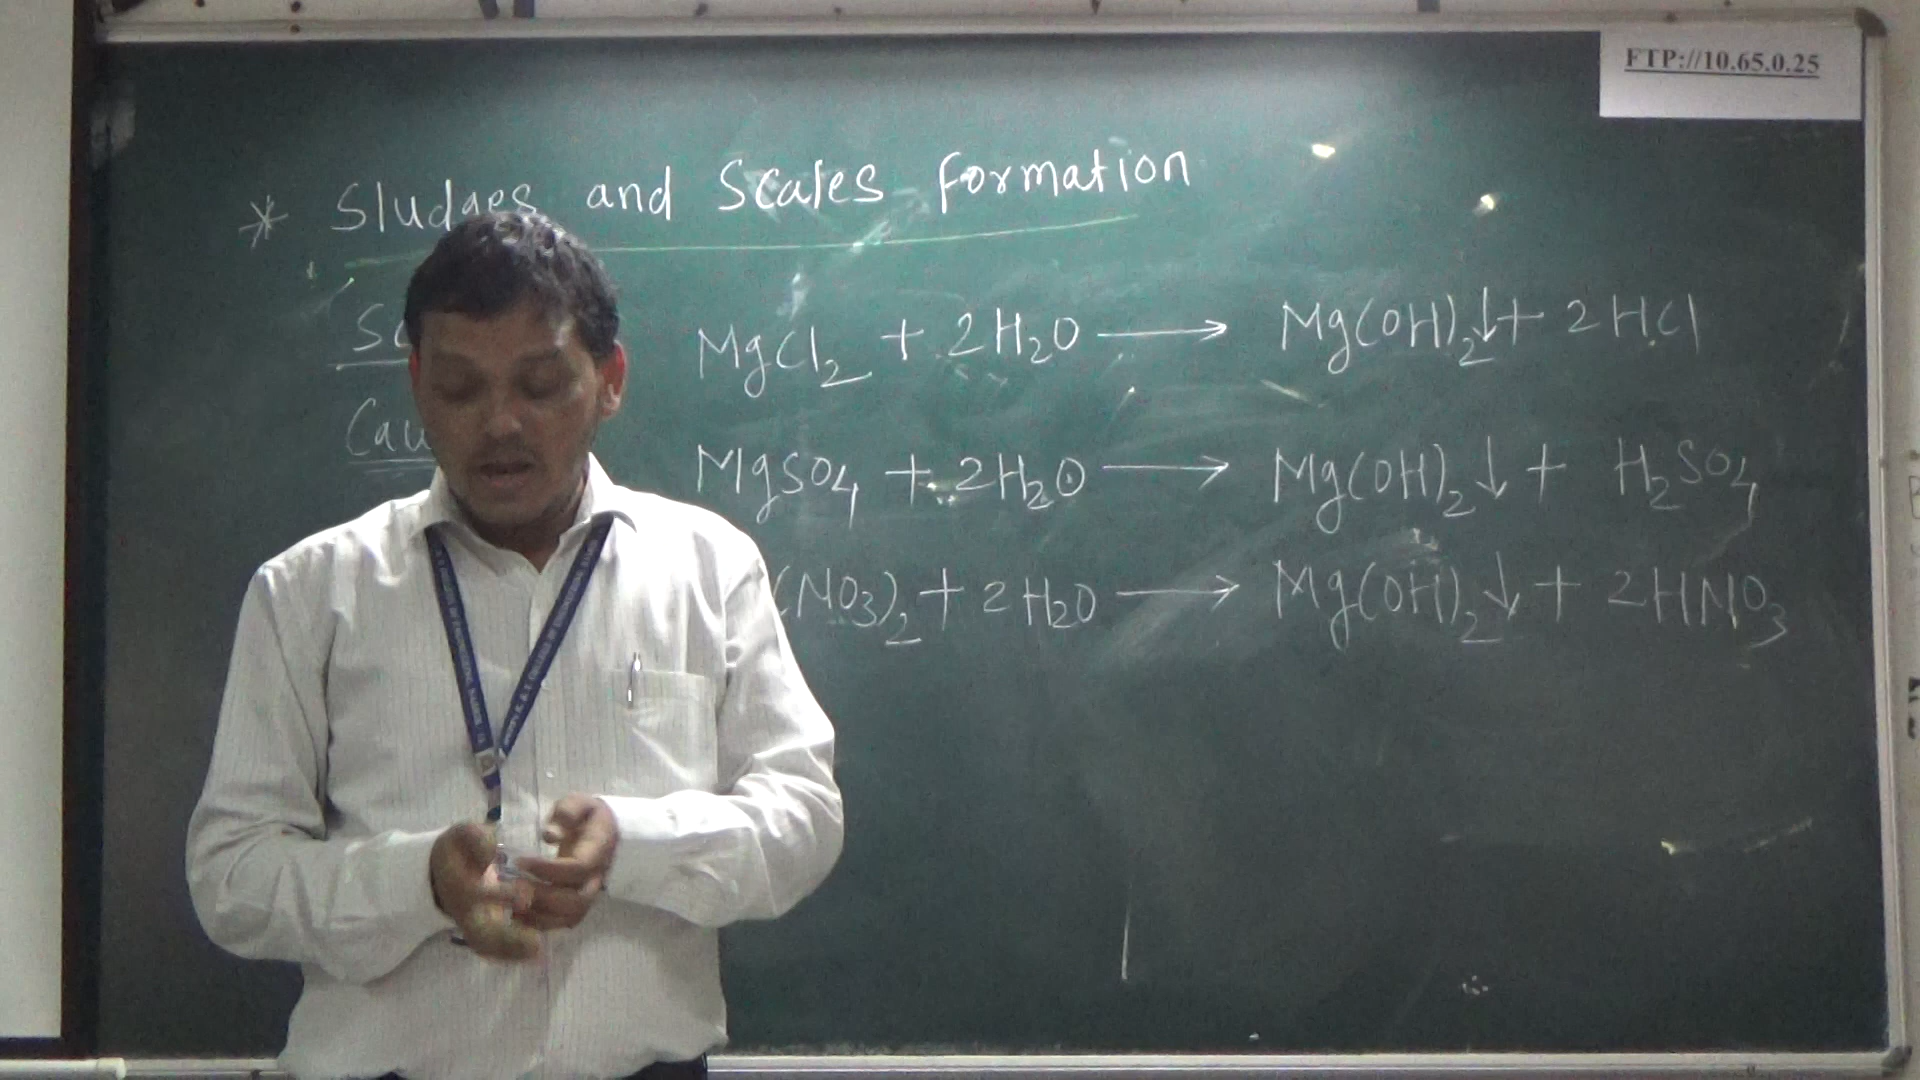 FTP://10.65.0.25
* Sludges and Scales formation
MgCl2 + 2H2O → Mg(OH)2↓ + 2HCl
MgSO4 + 2H2O → Mg(OH)2↓ + H2SO4
(NO3)2 + 2H2O → Mg(OH)2↓ + 2HNO3